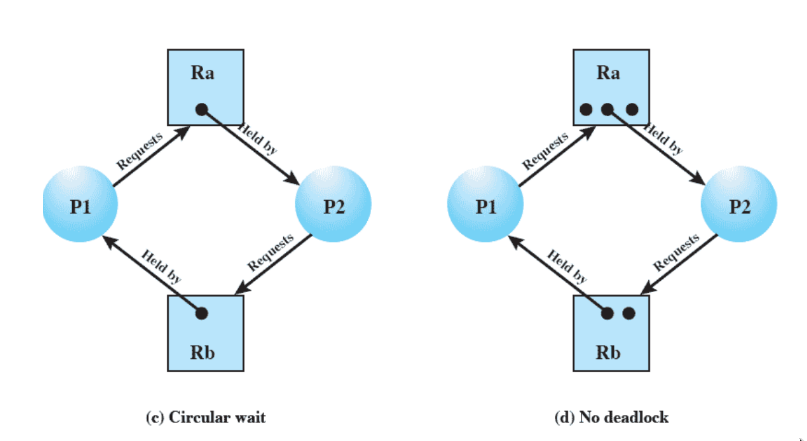 Ra
Requests
Held by
P1
P2
Held by
Requests
Rb
(c) Circular wait
Ra
Requests
Held by
P1
P2
Held by
Requests
Rb
(d) No deadlock